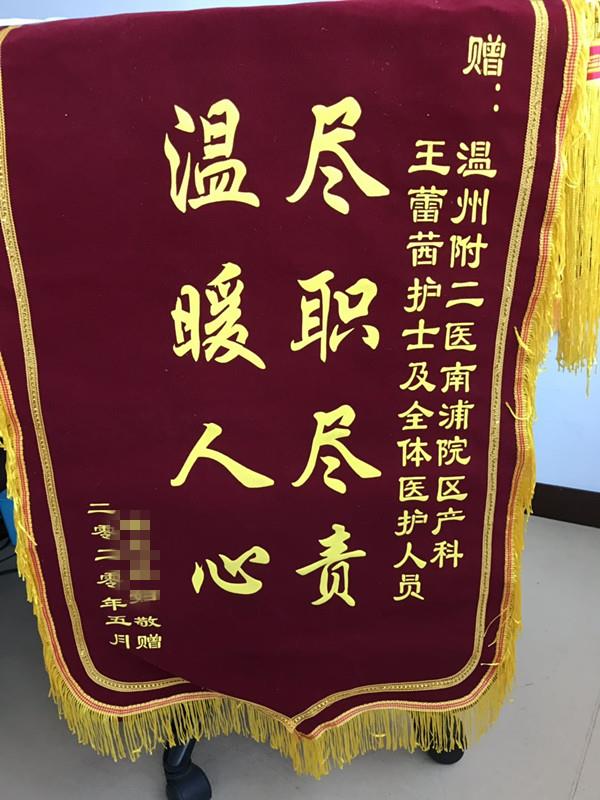 赠：
温州附二医南浦院区产科
王蕾茜护士及全体医护人员
尽职尽责
温暖人心
妇敬赠
二零二零年五月